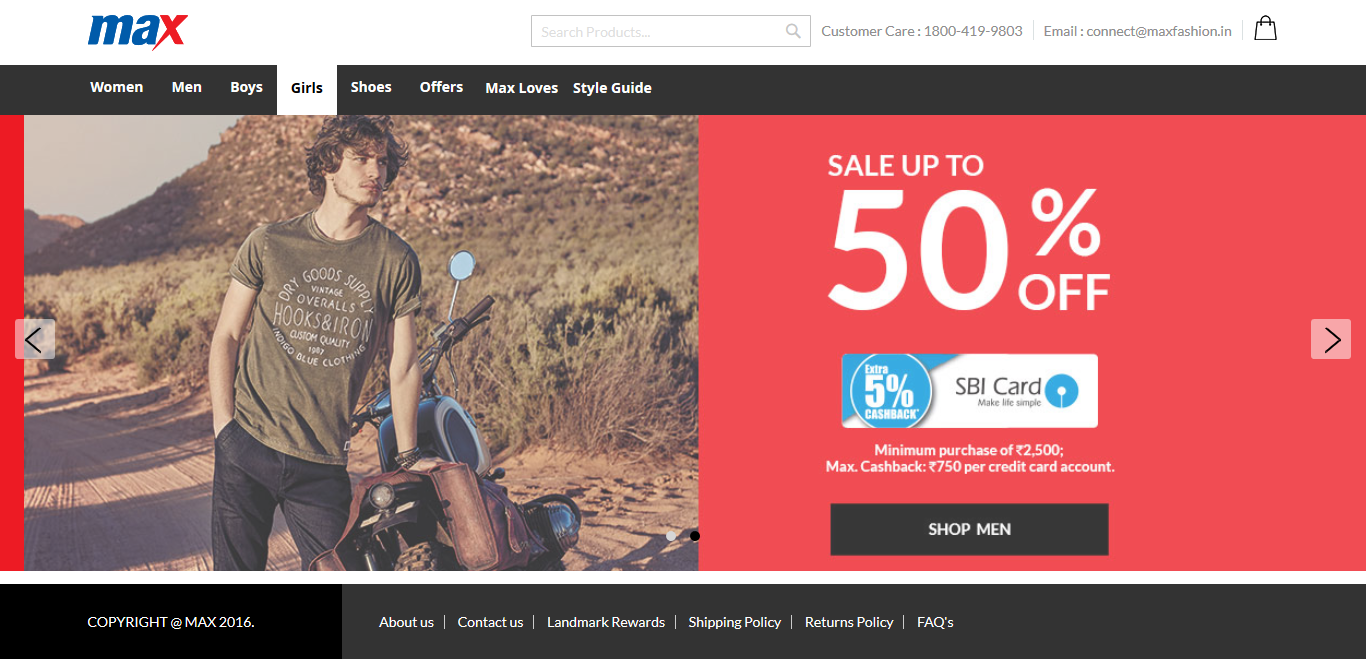 max
Search Products...
Customer Care : 1800-419-9803
Email : connect@maxfashion.in
Women
Men
Boys
Girls
Shoes
Offers
Max Loves
Style Guide
DRY GOODS SUPPLY
VINTAGE
OVERALLS
HOOKS&IRON
CUSTOM QUALITY
1987
INDIGO BLUE CLOTHING
SALE UP TO
50%
OFF
Extra
5%
CASHBACK*
SBI Card
Make life simple
Minimum purchase of ₹2,500;
Max. Cashback: ₹750 per credit card account.
SHOP MEN
COPYRIGHT @ MAX 2016.
About us
Contact us
Landmark Rewards
Shipping Policy
Returns Policy
FAQ's